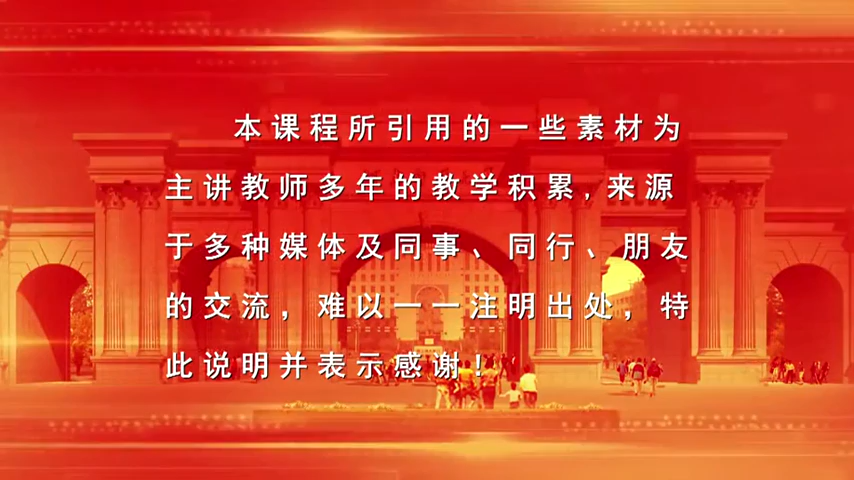 本课程所引用的一些素材为
主讲教师多年的教学积累,来源
于多种媒体及同事、同行、朋友
的交流，难以一一注明出处，特
此说明并表示感谢！